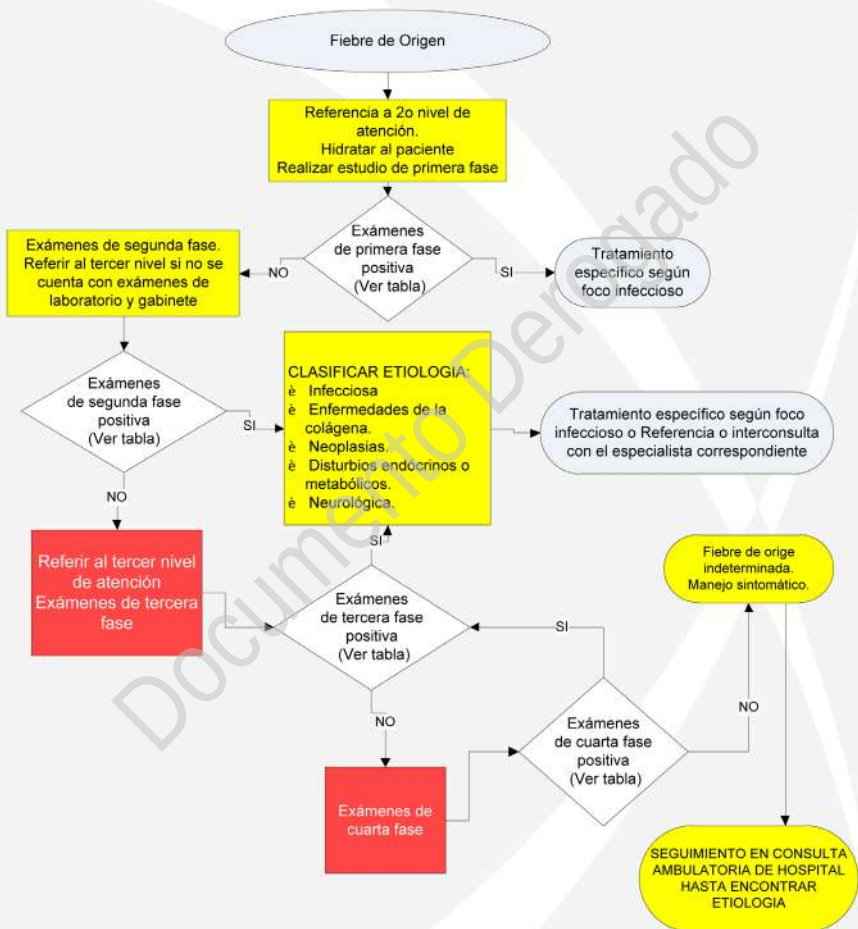 Fiebre de Origen
Referencia a 2o nivel de
atención.
Hidratar al paciente
Realizar estudio de primera fase
Exámenes
de primera fase
positiva
(Ver tabla)
NO
SI
Exámenes de segunda fase.
Referir al tercer nivel si no se
cuenta con exámenes de
laboratorio y gabinete
Tratamiento
específico según
foco infeccioso
Exámenes
de segunda fase
positiva
(Ver tabla)
SI
NO
CLASIFICAR ETIOLOGIA:
è Infecciosa
è Enfermedades de la
colágena.
è Neoplasias.
è Disturbios endócrinos o
metabólicos.
è Neurológica.
Tratamiento específico según foco
infeccioso o Referencia o interconsulta
con el especialista correspondiente
Referir al tercer nivel
de atención
Exámenes de tercera
fase
SI
Exámenes
de tercera fase
positiva
(Ver tabla)
NO
SI
Exámenes de
cuarta fase
Exámenes
de cuarta fase
positiva
(Ver tabla)
NO
Fiebre de orige
indeterminada.
Manejo sintomático.
SEGUIMIENTO EN CONSULTA
AMBULATORIA DE HOSPITAL
HASTA ENCONTRAR
ETIOLOGIA
Documento Derogado